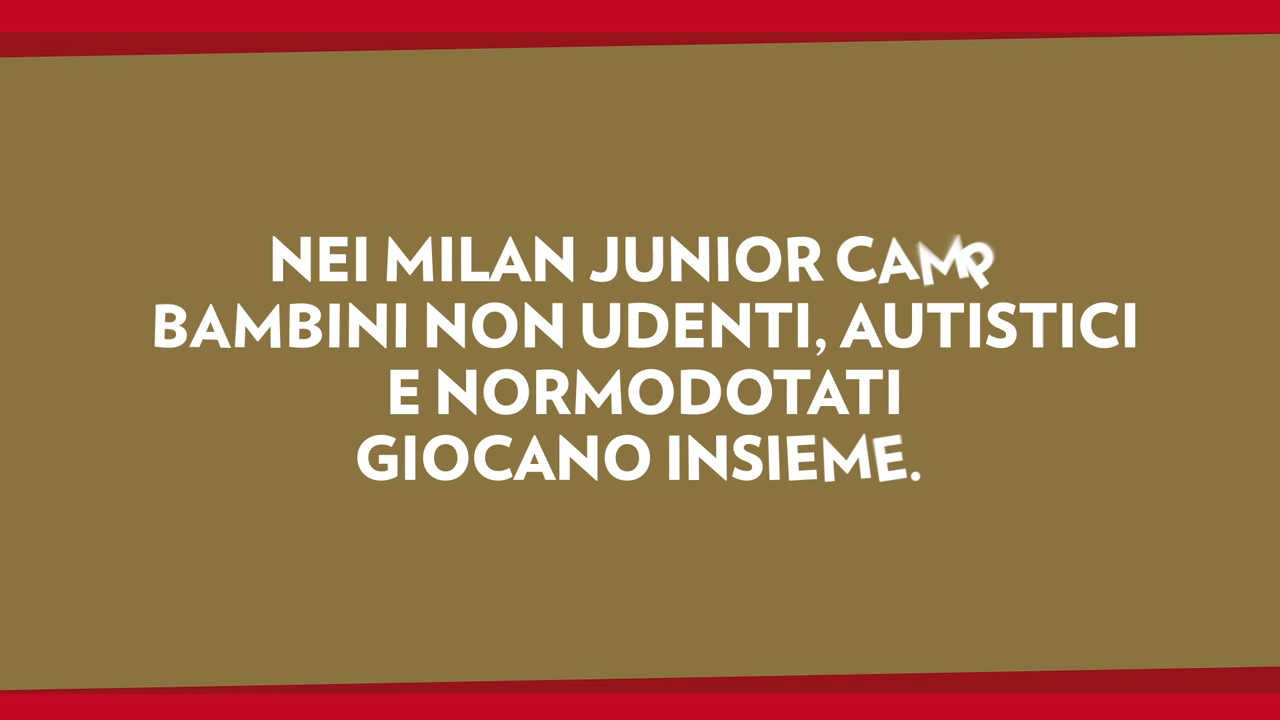 NEI MILAN JUNIOR CAMP
BAMBINI NON UDENTI, AUTISTICI
E NORMODOTATI
GIOCANO INSIEME.